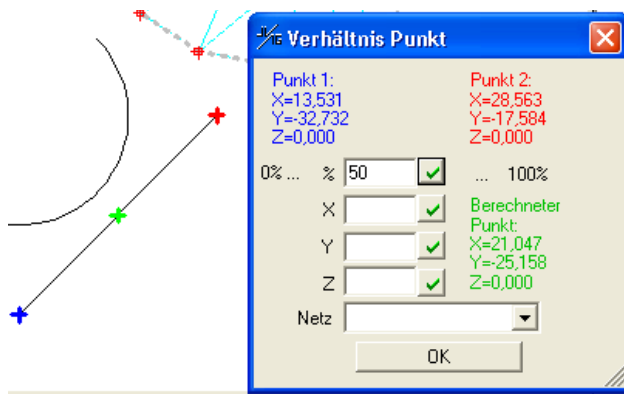 Verhältnis Punkt
Punkt 1:
X=13,531
Y=-32,732
Z=0,000
Punkt 2:
X=28,563
Y=-17,584
Z=0,000
0% ... % 50 ... 100%
X
Y
Z
Berechneter
Punkt:
X=21,047
Y=-25,158
Z=0,000
Netz
OK